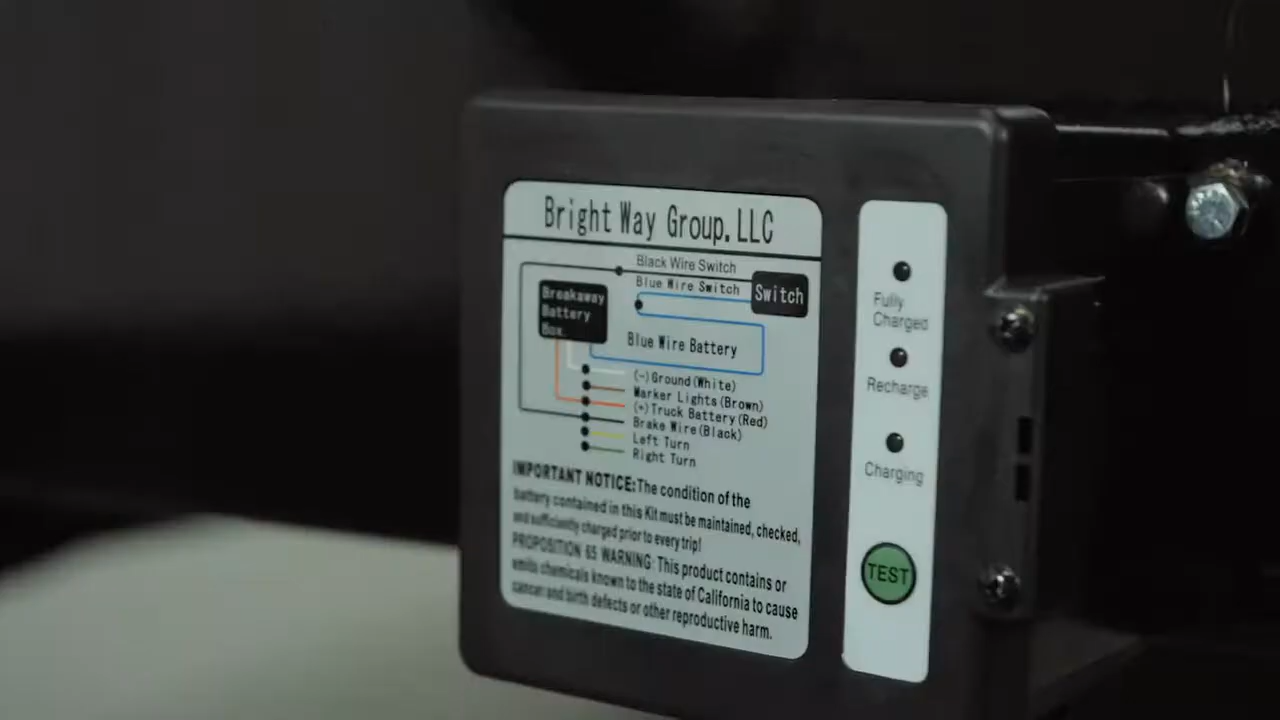 Bright Way Group.LLC
Black Wire Switch
Blue Wire Switch
Switch
Breakaway
Battery
Box
Blue Wire Battery
(-)Ground(White)
Marker Lights(Brown)
(+)Truck Battery(Red)
Brake Wire(Black)
Left Turn
Right Turn
IMPORTANT NOTICE:The condition of the
battery contained in this Kit must be maintained, checked,
and sufficiently charged prior to every trip!
PROPOSITION 65 WARNING: This product contains or
emits chemicals known to the state of California to cause
cancer and birth defects or other reproductive harm.
Fully
Charged
Recharge
Charging
TEST